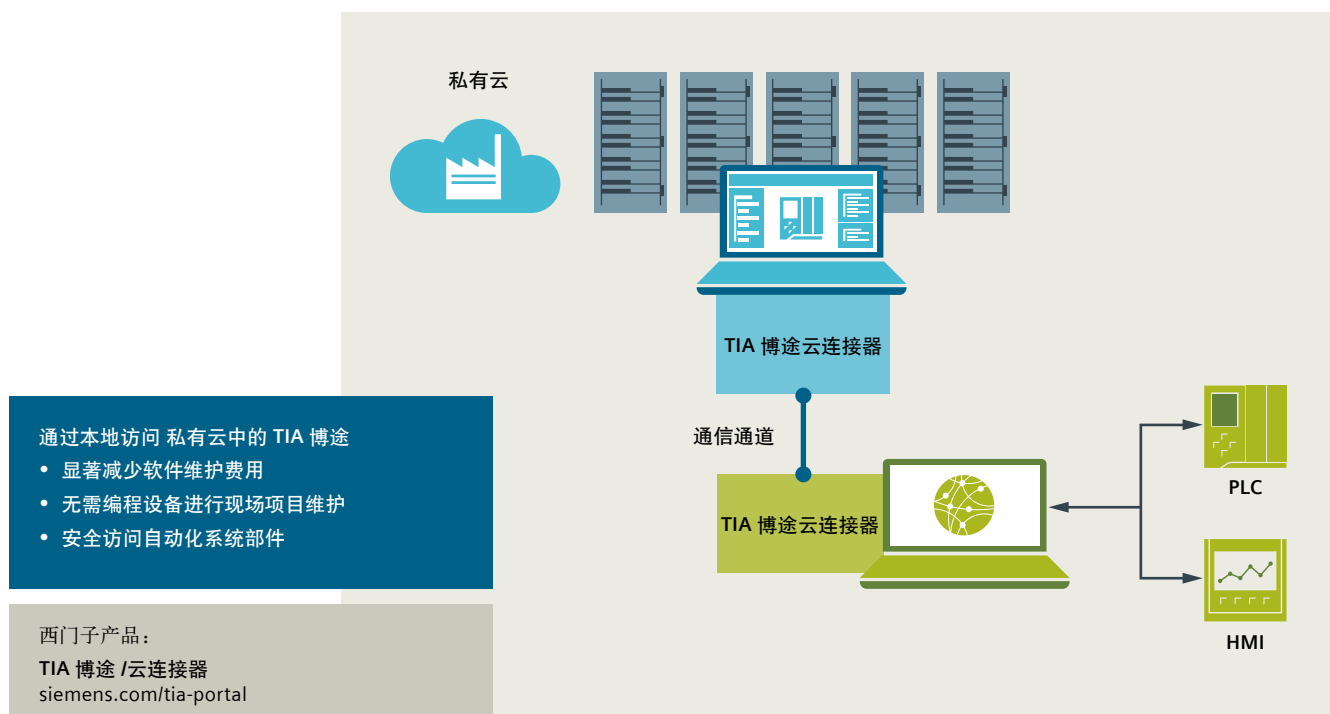 私有云
TIA 博途云连接器
通信通道
TIA 博途云连接器
PLC
HMI
通过本地访问 私有云中的 TIA 博途
• 显著减少软件维护费用
• 无需编程设备进行现场项目维护
• 安全访问自动化系统部件
西门子产品：
TIA 博途 /云连接器
siemens.com/tia-portal